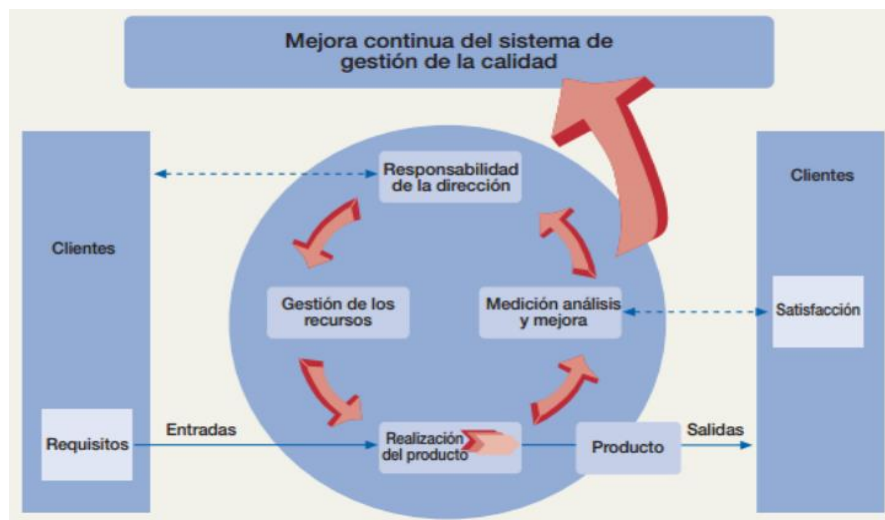 Mejora continua del sistema de
gestión de la calidad
Responsabilidad
de la dirección
Clientes
Clientes
Gestión de los
recursos
Medición análisis
y mejora
Satisfacción
Requisitos
Entradas
Realización
del producto
Producto
Salidas